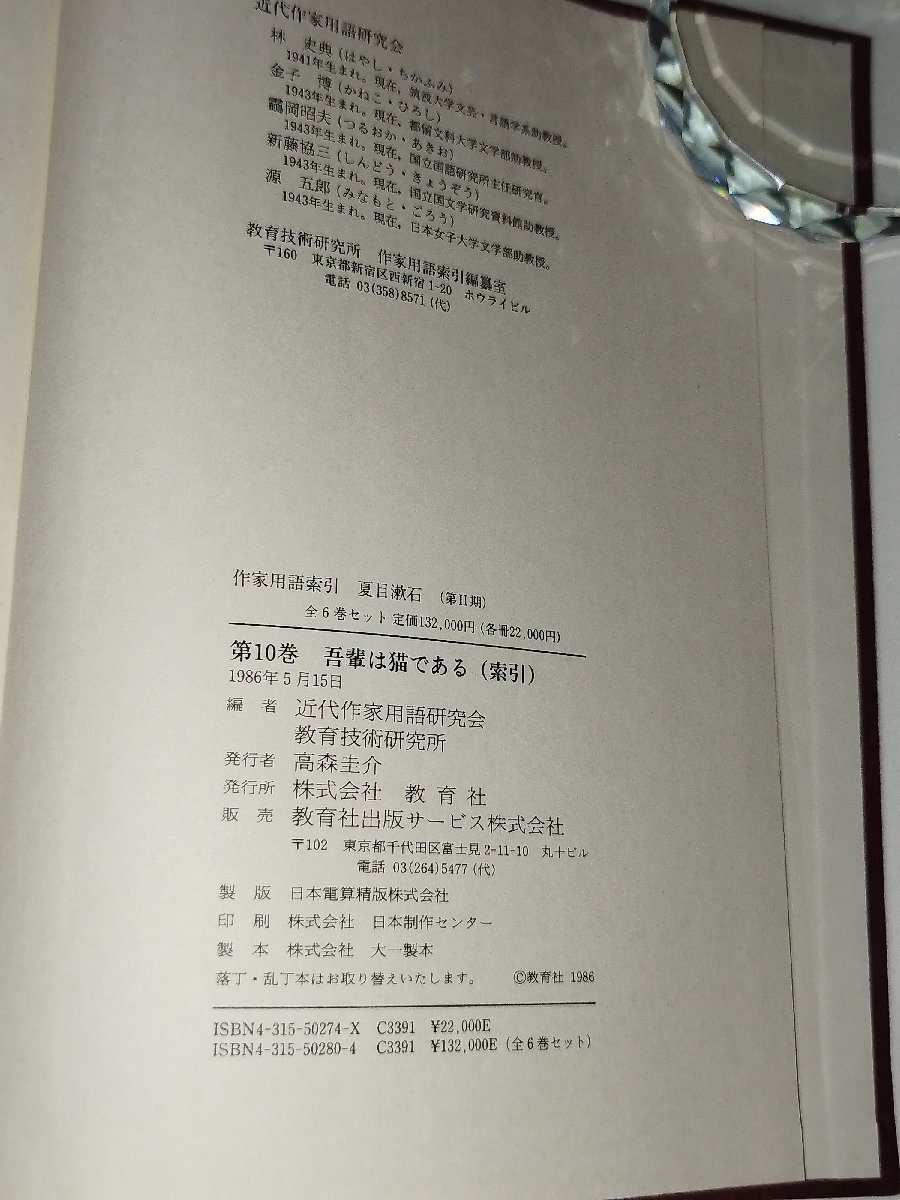 近代作家用語研究会
林 史典(はやし・ちかふみ)
1941年生まれ。現在，筑波大学文芸・言語学系助教授。
金子 博(かねこ・ひろし)
1943年生まれ。現在，都留文科大学文学部助教授。
靏岡昭夫(つるおか・あきお)
1943年生まれ。現在，国立国語研究所主任研究官。
新藤協三(しんどう・きょうぞう)
1943年生まれ。現在，国立国文学研究資料館助教授。
源 五郎(みなもと・ごろう)
1943年生まれ。現在，日本女子大学文学部助教授。
教育技術研究所 作家用語索引編纂室
〒160 東京都新宿区西新宿1-20 ホウライビル
電話 03(358)8571(代)
作家用語索引 夏目漱石 (第II期)
全6巻セット 定価132,000円(各冊22,000円)
第10巻 吾輩は猫である(索引)
1986年5月15日
編者 近代作家用語研究会
教育技術研究所
発行者 高森圭介
発行所 株式会社 教育社
販売 教育社出版サービス株式会社
〒102 東京都千代田区富士見2-11-10 丸十ビル
電話 03(264)5477(代)
製版 日本電算精版株式会社
印刷 株式会社 日本制作センター
製本 株式会社 大一製本
落丁・乱丁本はお取り替えいたします。 ©教育社 1986
ISBN4-315-50274-X C3391 ¥22,000E
ISBN4-315-50280-4 C3391 ¥132,000E (全6巻セット)